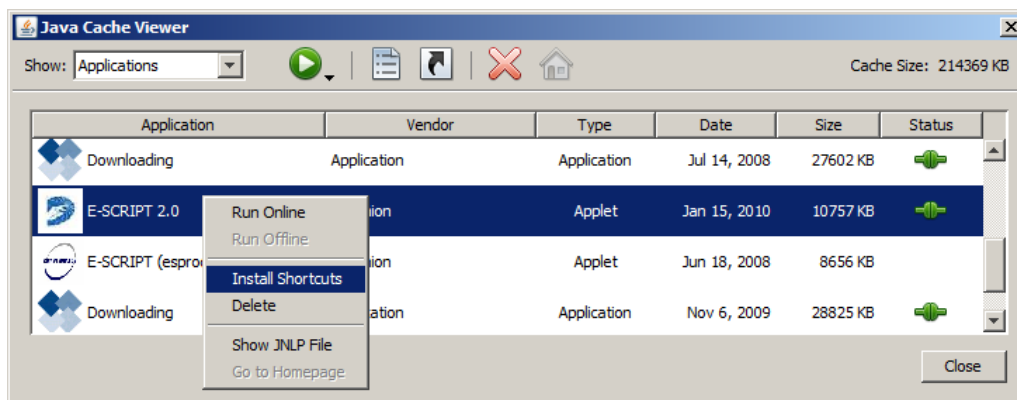 Java Cache Viewer
Show: Applications Cache Size: 214369 KB
Application Vendor Type Date Size Status
Downloading Application Application Jul 14, 2008 27602 KB
E-SCRIPT 2.0 Applet Jan 15, 2010 10757 KB
E-SCRIPT Applet Jun 18, 2008 8656 KB
Downloading Application Nov 6, 2009 28825 KB
Run Online
Run Offline
Install Shortcuts
Delete
Show JNLP File
Go to Homepage
Close